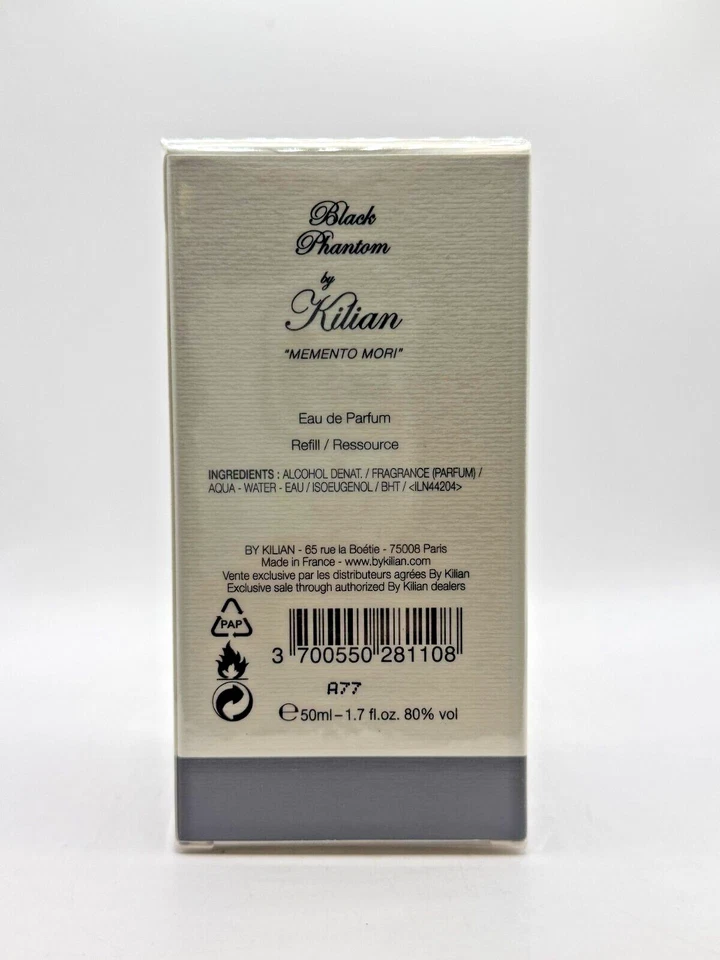 Black
Phantom
by
Kilian
"MEMENTO MORI"
Eau de Parfum
Refill / Ressource
INGREDIENTS : ALCOHOL DENAT. / FRAGRANCE (PARFUM) /
AQUA - WATER - EAU / ISOEUGENOL / BHT / <ILN44204>
BY KILIAN - 65 rue la Boétie - 75008 Paris
Made in France - www.bykilian.com
Vente exclusive par les distributeurs agrées By Kilian
Exclusive sale through authorized By Kilian dealers
PAP
3 700550 281108
A77
℮50ml – 1.7 fl.oz. 80% vol